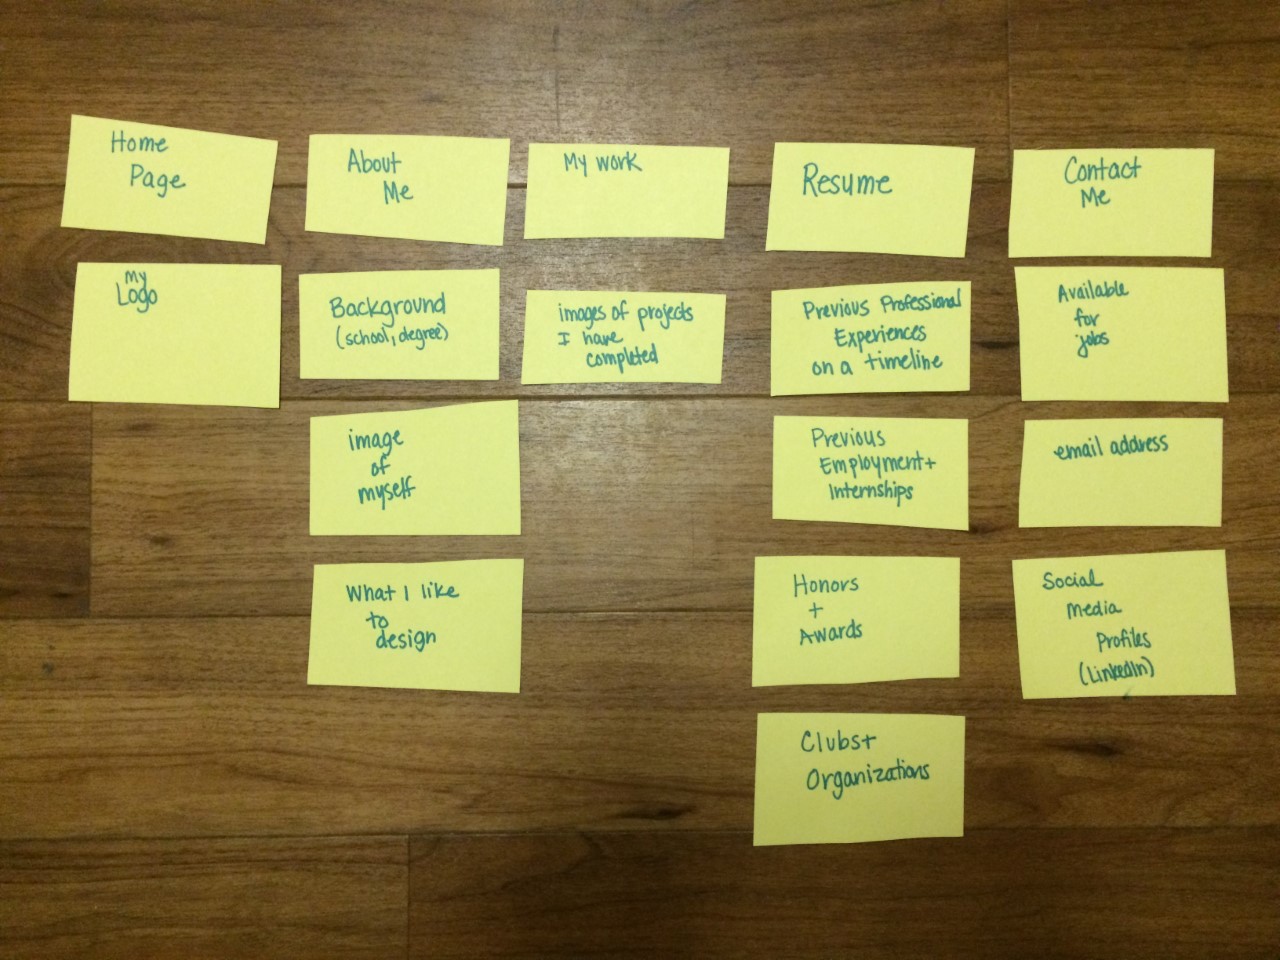 Home
Page
About
Me
My work
Resume
Contact
Me
My
Logo
Background
(school, degree)
images of projects
I have
completed
Previous Professional
Experiences
on a timeline
Available
for
jobs
image
of
myself
Previous
Employment+
Internships
email address
What I like
to
design
Honors
+
Awards
Social
media
Profiles
(LinkedIn)
Clubs+
Organizations